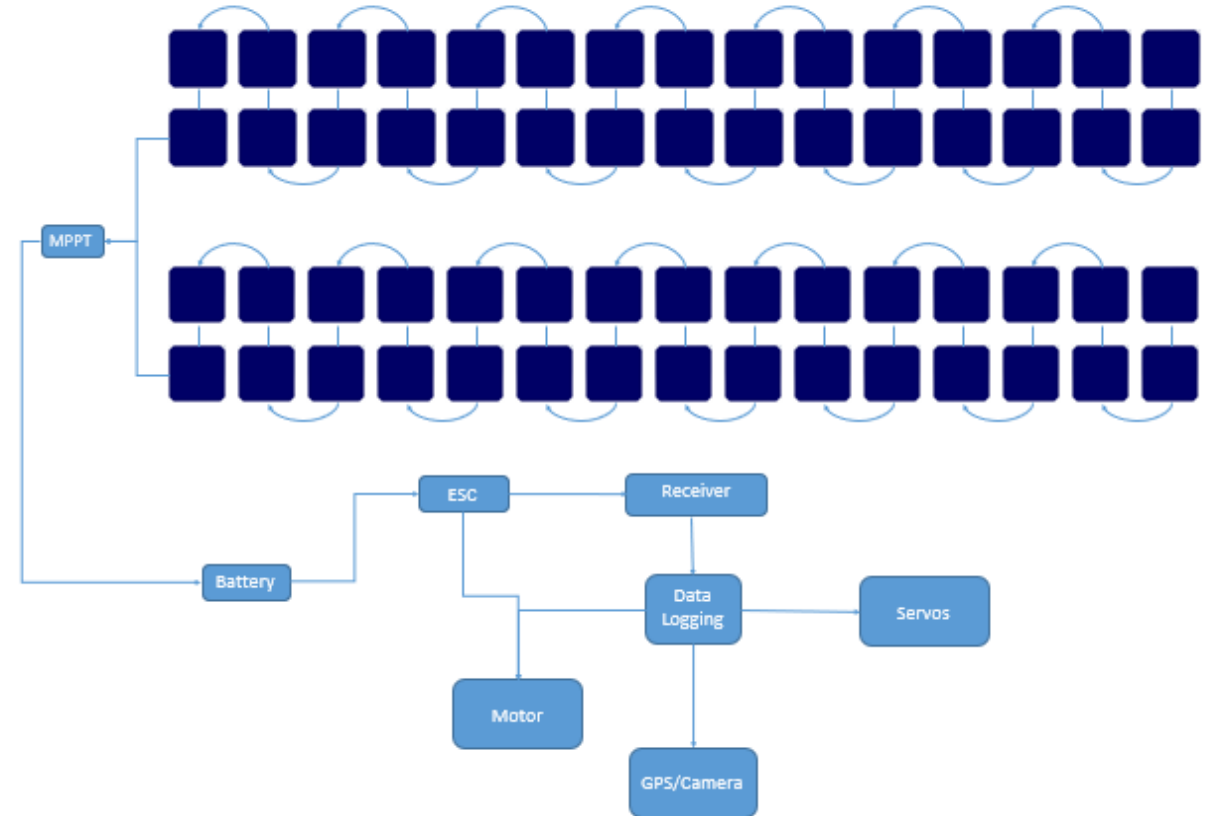 MPPT
ESC
Receiver
Battery
Data
Logging
Servos
Motor
GPS/Camera